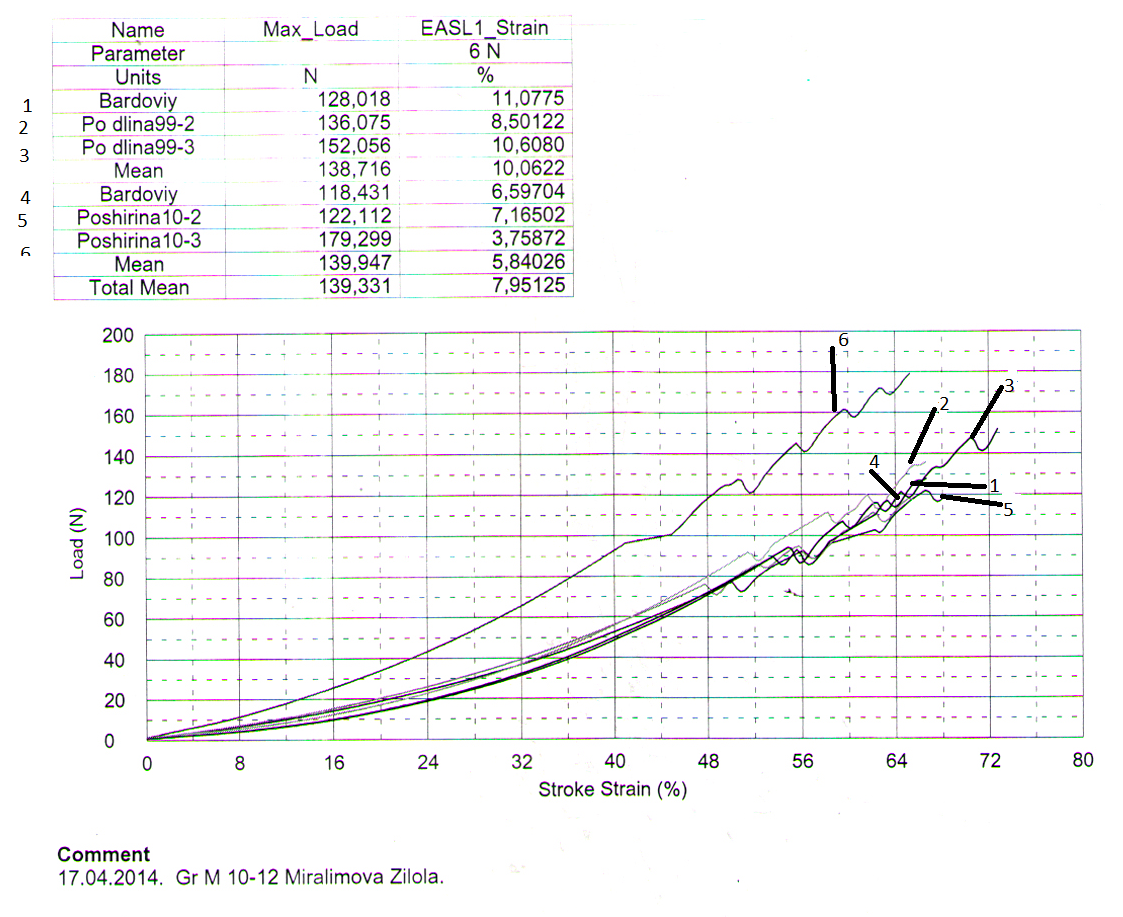 Name Max_Load EASL1_Strain
Parameter 6 N
Units N %
1 Bardoviy 128,018 11,0775
2 Po dlina99-2 136,075 8,50122
3 Po dlina99-3 152,056 10,6080
Mean 138,716 10,0622
4 Bardoviy 118,431 6,59704
5 Poshirina10-2 122,112 7,16502
6 Poshirina10-3 179,299 3,75872
Mean 139,947 5,84026
Total Mean 139,331 7,95125
200
180
160
140
120
100
80
60
40
20
0
Load (N)
6
3
2
4
1
5
0 8 16 24 32 40 48 56 64 72 80
Stroke Strain (%)
Comment
17.04.2014. Gr M 10-12 Miralimova Zilola.